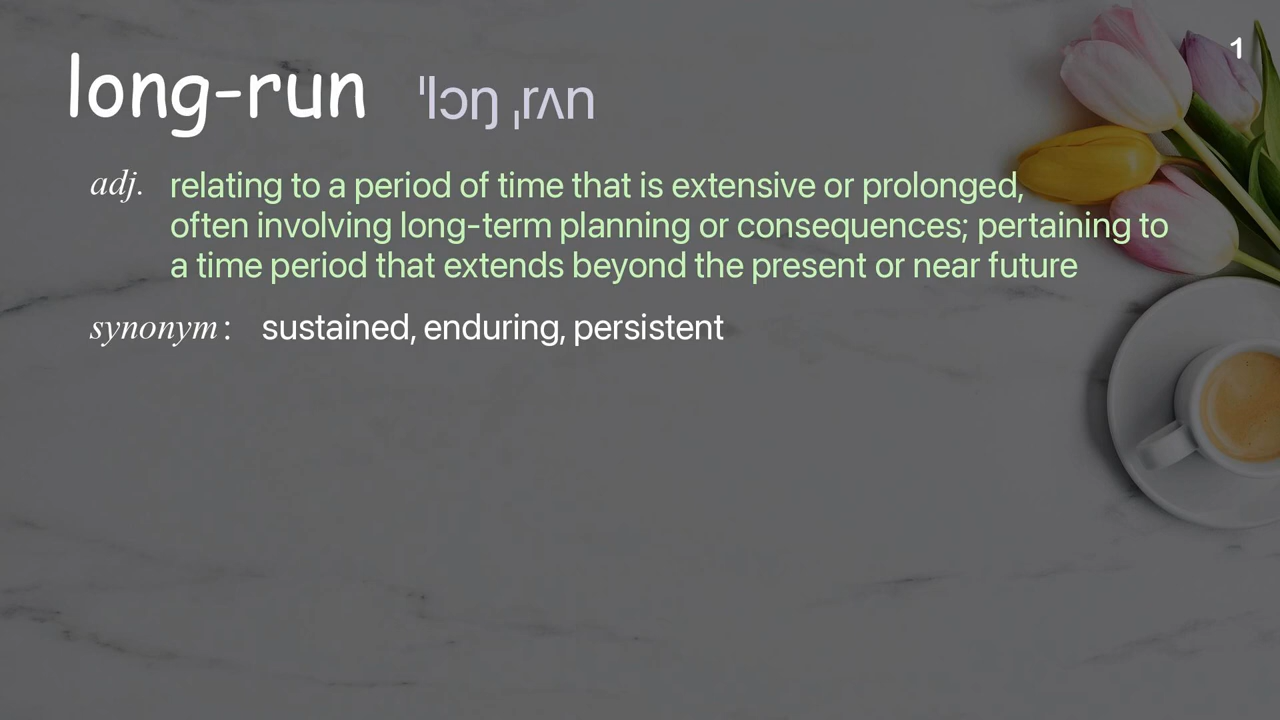 1
long-run ˈlɔŋ ˌrʌn
adj. relating to a period of time that is extensive or prolonged,
often involving long-term planning or consequences; pertaining to
a time period that extends beyond the present or near future
synonym: sustained, enduring, persistent